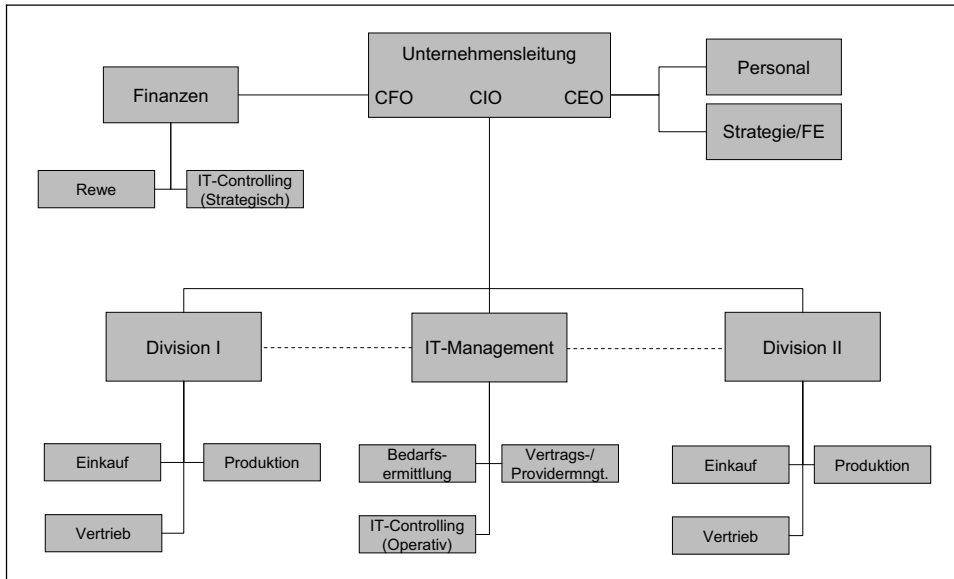 Unternehmensleitung
CFO CIO CEO
Finanzen
Personal
Strategie/FE
Rewe
IT-Controlling
(Strategisch)
Division I
IT-Management
Division II
Einkauf
Produktion
Vertrieb
Bedarfs-
ermittlung
Vertrags-/
Providermngt.
IT-Controlling
(Operativ)
Einkauf
Produktion
Vertrieb